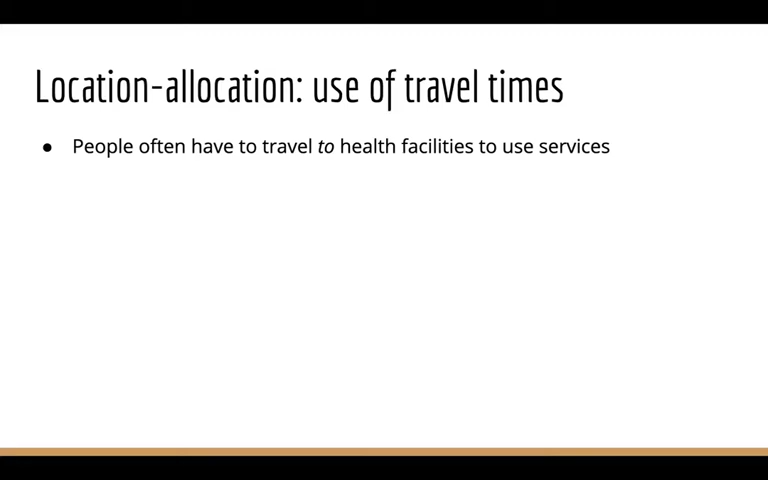 Location-allocation: use of travel times
● People often have to travel to health facilities to use services